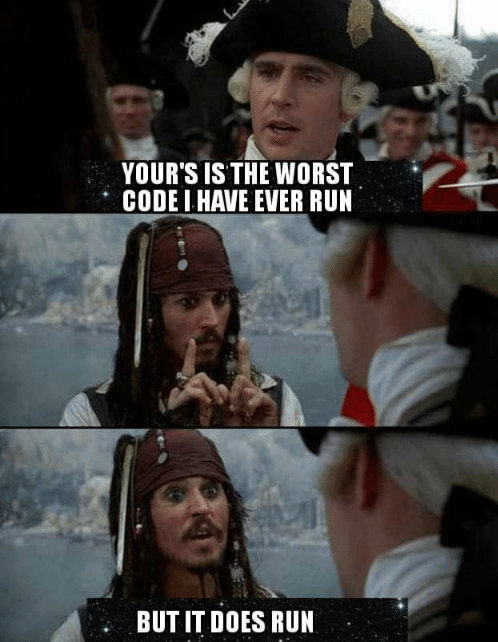 YOUR'S IS THE WORST
CODE I HAVE EVER RUN
BUT IT DOES RUN